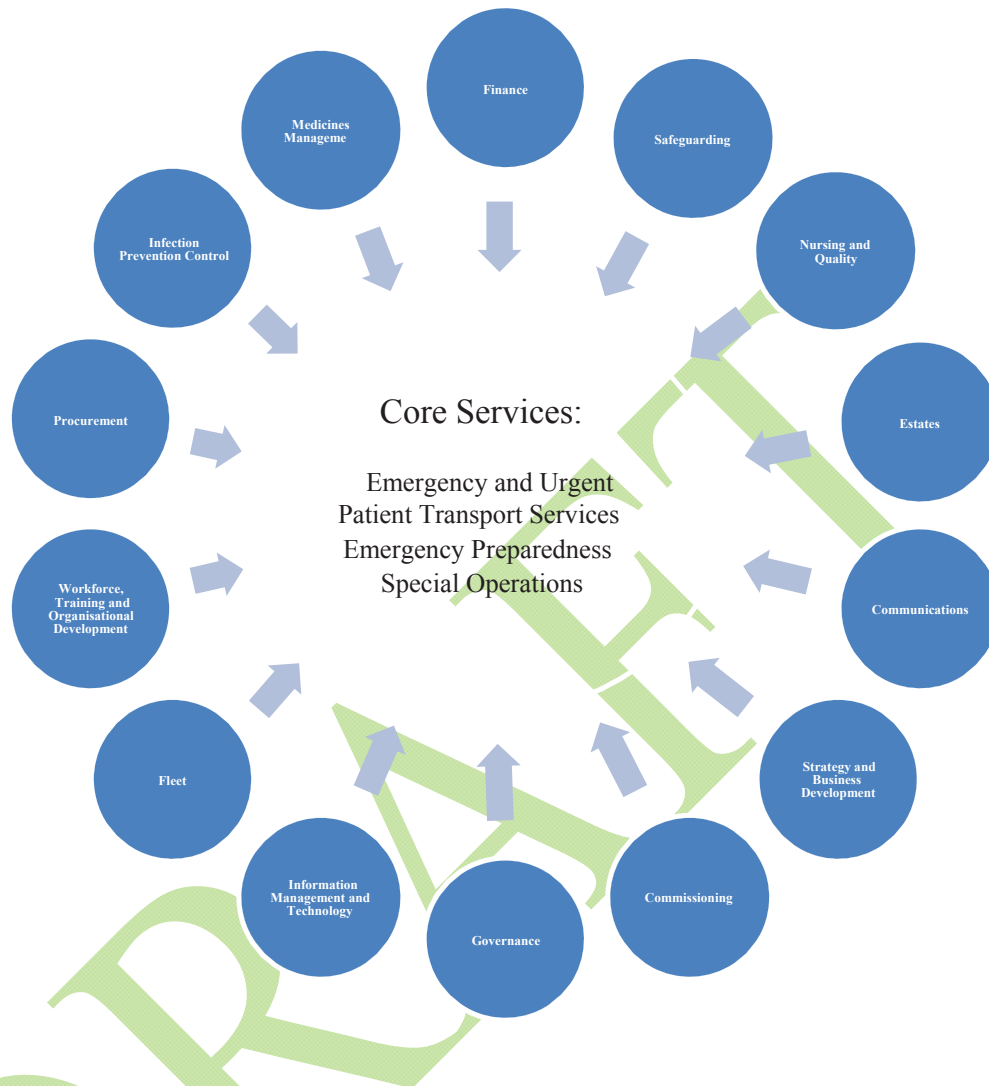 Finance
Safeguarding
Nursing and
Quality
Estates
Communications
Strategy and
Business
Development
Commissioning
Governance
Information
Management and
Technology
Fleet
Workforce,
Training and
Organisational
Development
Procurement
Infection
Prevention Control
Medicines
Manageme
Core Services:
Emergency and Urgent
Patient Transport Services
Emergency Preparedness
Special Operations
DRAFT